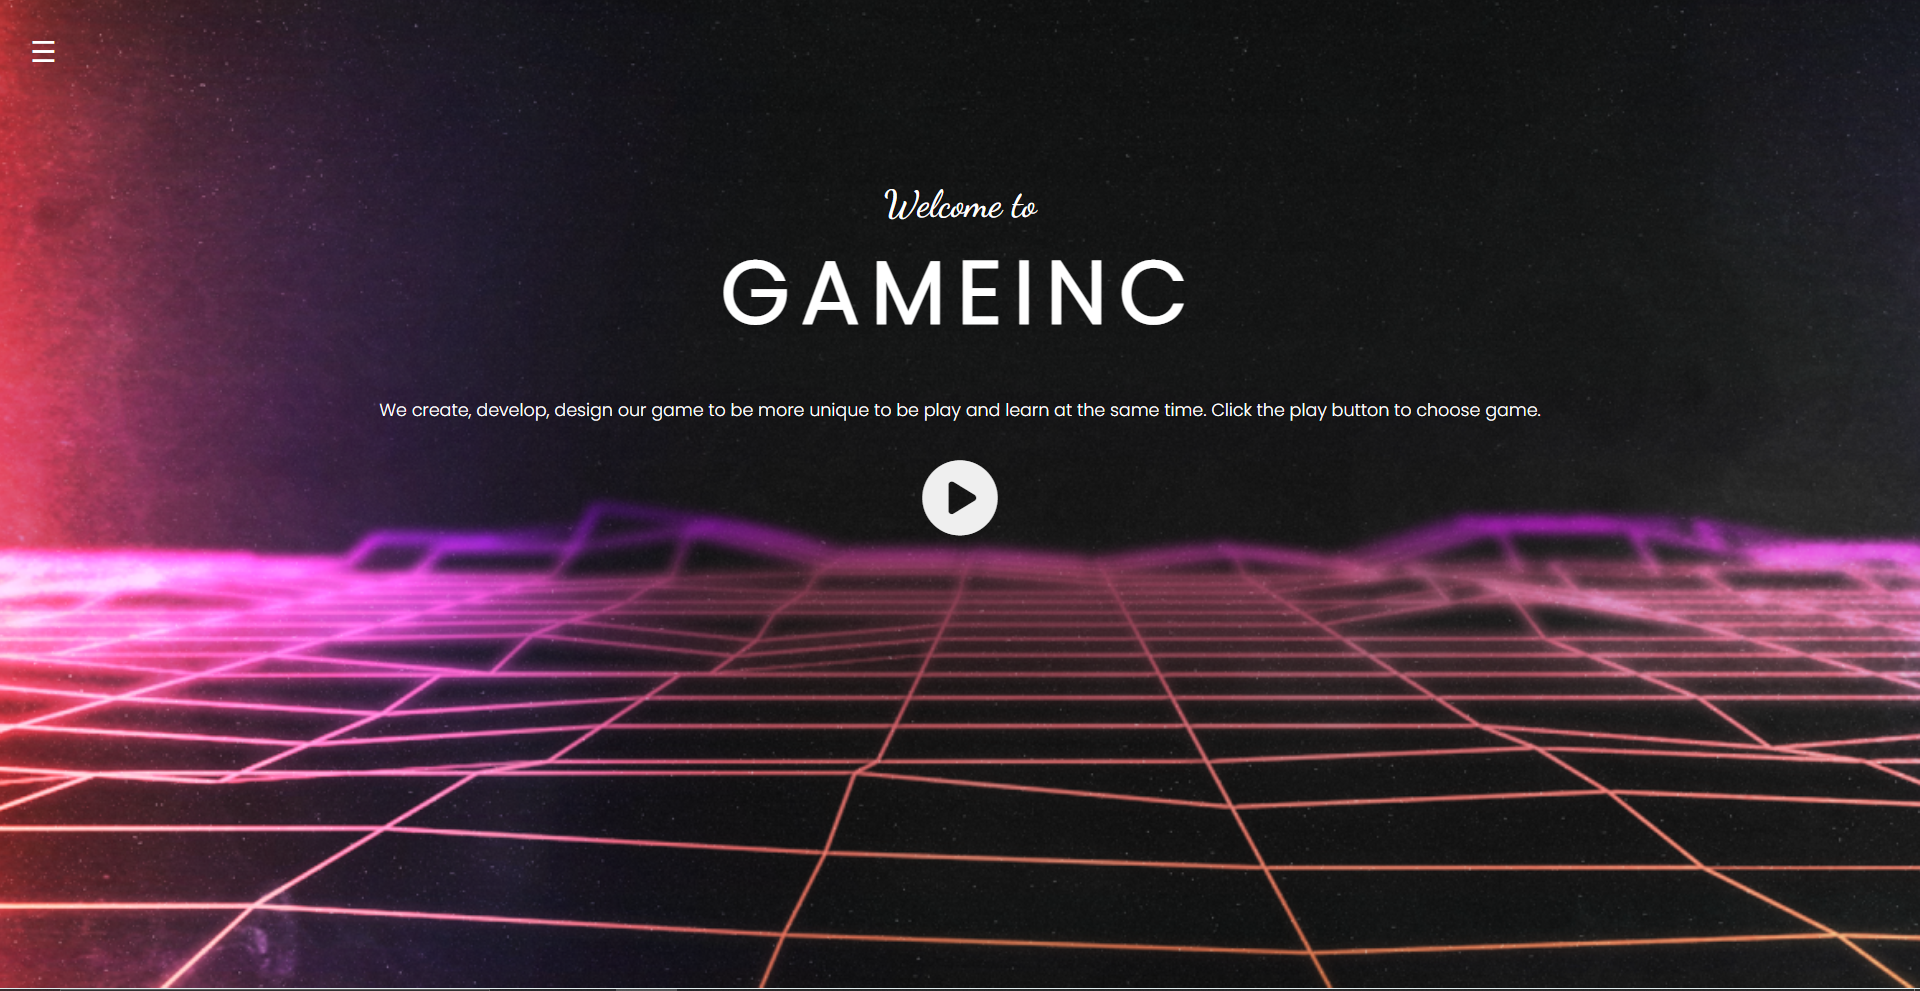 Welcome to
GAMEINC
We create, develop, design our game to be more unique to be play and learn at the same time. Click the play button to choose game.